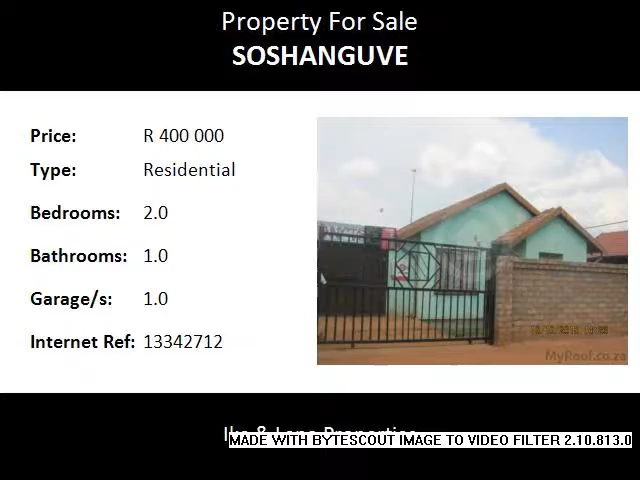 Property For Sale
SOSHANGUVE
Price: R 400 000
Type: Residential
Bedrooms: 2.0
Bathrooms: 1.0
Garage/s: 1.0
Internet Ref: 13342712
MyRoof.co.za
Properties
MADE WITH BYTESCOUT IMAGE TO VIDEO FILTER 2.10.813.0